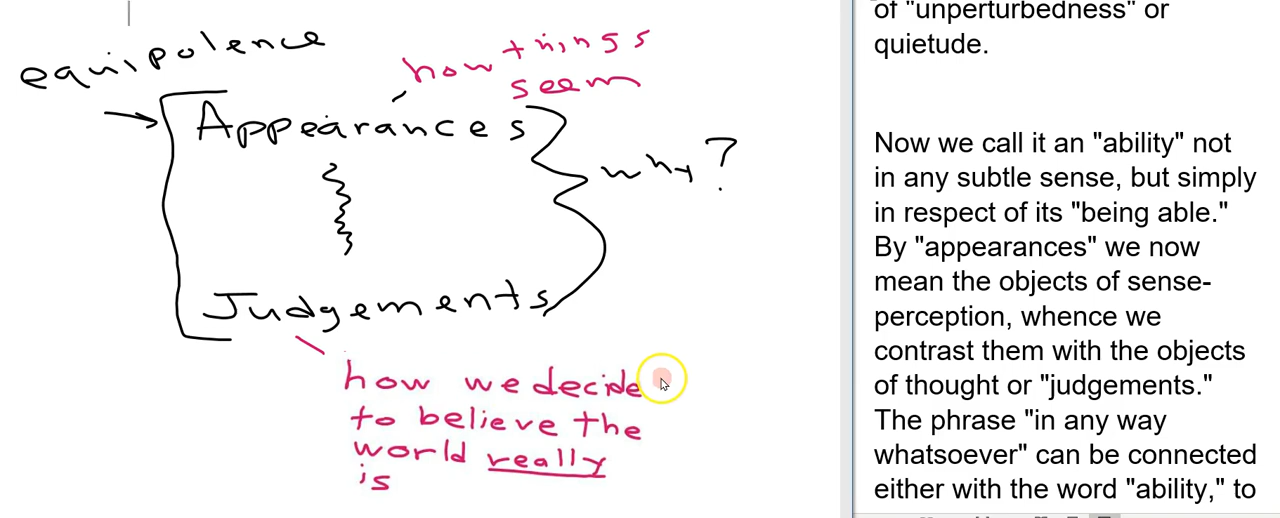 equipolence
how things
seem
Appearances
why?
Judgements
how we decide
to believe the
world really
is
of "unperturbedness" or
quietude.
Now we call it an "ability" not
in any subtle sense, but simply
in respect of its "being able."
By "appearances" we now
mean the objects of sense-
perception, whence we
contrast them with the objects
of thought or "judgements."
The phrase "in any way
whatsoever" can be connected
either with the word "ability," to